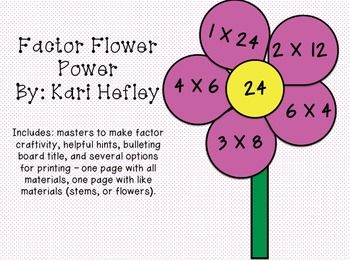 Factor Flower
Power
By: Kari Hefley
Includes: masters to make factor
craftivity, helpful hints, bulleting
board title, and several options
for printing - one page with all
materials, one page with like
materials (stems, or flowers).
1 X 24
2 X 12
4 X 6
24
6 X 4
3 X 8